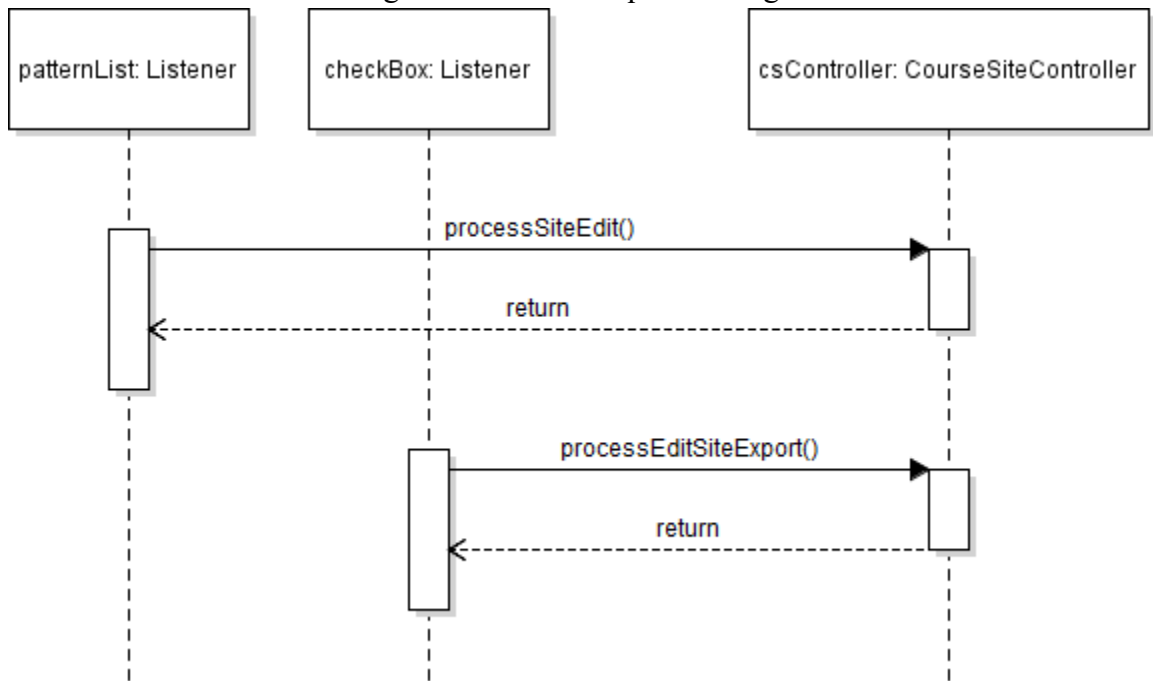 patternList: Listener
checkBox: Listener
csController: CourseSiteController
processSiteEdit()
return
processEditSiteExport()
return